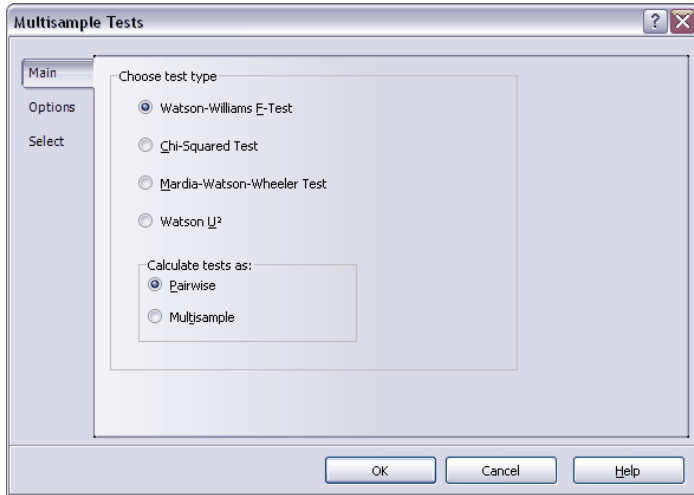 Multisample Tests
?
Main
Options
Select
Choose test type
Watson-Williams F-Test
Chi-Squared Test
Mardia-Watson-Wheeler Test
Watson U²
Calculate tests as:
Pairwise
Multisample
OK Cancel Help